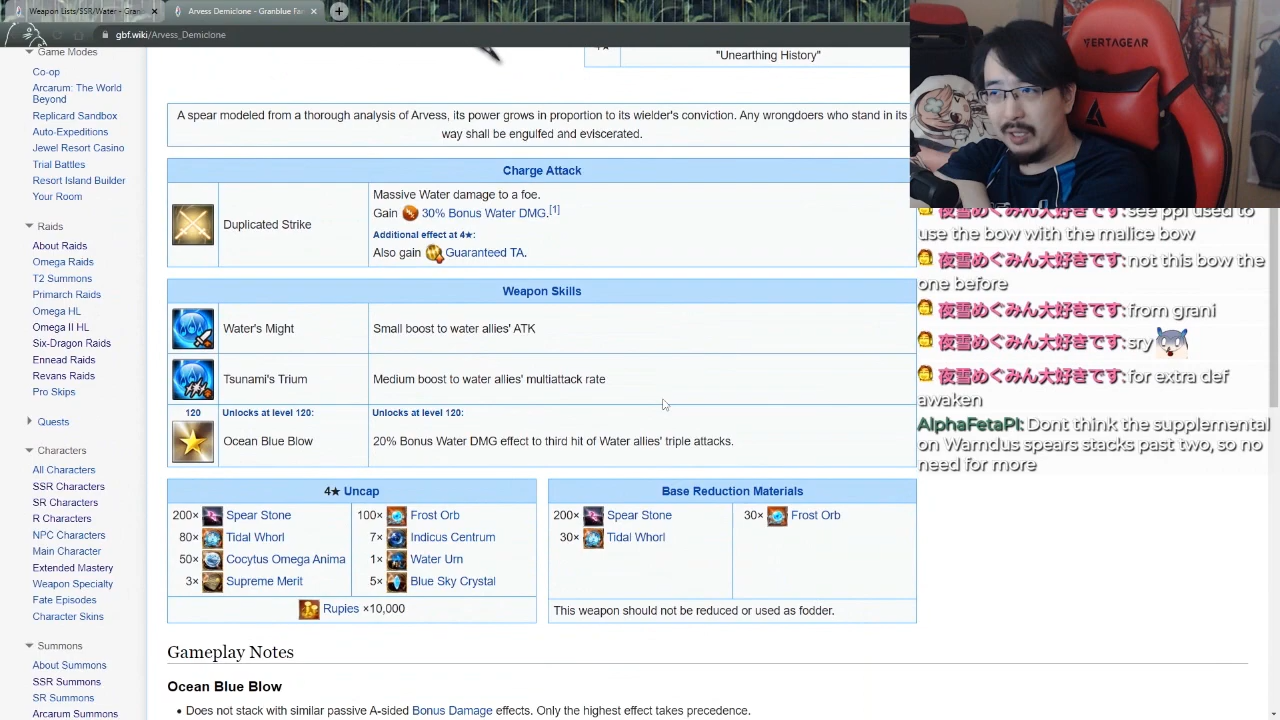 Weapon Lists/SSR/Water - Gran
Arvess Demiclone - Granblue Fa
gbf.wiki/Arvess_Demiclone
VERTAGEAR
Game Modes
Co-op
Arcarum: The World
Beyond
Replicard Sandbox
Auto-Expeditions
Jewel Resort Casino
Trial Battles
Resort Island Builder
Your Room
Raids
About Raids
Omega Raids
T2 Summons
Primarch Raids
Omega HL
Omega II HL
Six-Dragon Raids
Ennead Raids
Revans Raids
Pro Skips
Quests
Characters
All Characters
SSR Characters
SR Characters
R Characters
NPC Characters
Main Character
Extended Mastery
Weapon Specialty
Fate Episodes
Character Skins
Summons
About Summons
SSR Summons
SR Summons
Arcarum Summons
4★
"Unearthing History"
A spear modeled from a thorough analysis of Arvess, its power grows in proportion to its wielder's conviction. Any wrongdoers who stand in its
way shall be engulfed and eviscerated.
Charge Attack
Duplicated Strike
Massive Water damage to a foe.
Gain 30% Bonus Water DMG.[1]
Additional effect at 4★:
Also gain Guaranteed TA.
Weapon Skills
Water's Might
Small boost to water allies' ATK
Tsunami's Trium
Medium boost to water allies' multiattack rate
120 Unlocks at level 120: Unlocks at level 120:
Ocean Blue Blow
20% Bonus Water DMG effect to third hit of Water allies' triple attacks.
4★ Uncap
200× Spear Stone 100× Frost Orb
80× Tidal Whorl 7× Indicus Centrum
50× Cocytus Omega Anima 1× Water Urn
3× Supreme Merit 5× Blue Sky Crystal
Rupies ×10,000
Base Reduction Materials
200× Spear Stone 30× Frost Orb
30× Tidal Whorl
This weapon should not be reduced or used as fodder.
Gameplay Notes
Ocean Blue Blow
• Does not stack with similar passive A-sided Bonus Damage effects. Only the highest effect takes precedence.
夜雪めぐみん大好きです: see ppl used to
use the bow with the malice bow
夜雪めぐみん大好きです: not this bow the
one before
夜雪めぐみん大好きです: from grani
夜雪めぐみん大好きです: sry
夜雪めぐみん大好きです: for extra def
awaken
AlphaFetaPI: Dont think the supplemental
on Wamdus spears stacks past two, so no
need for more